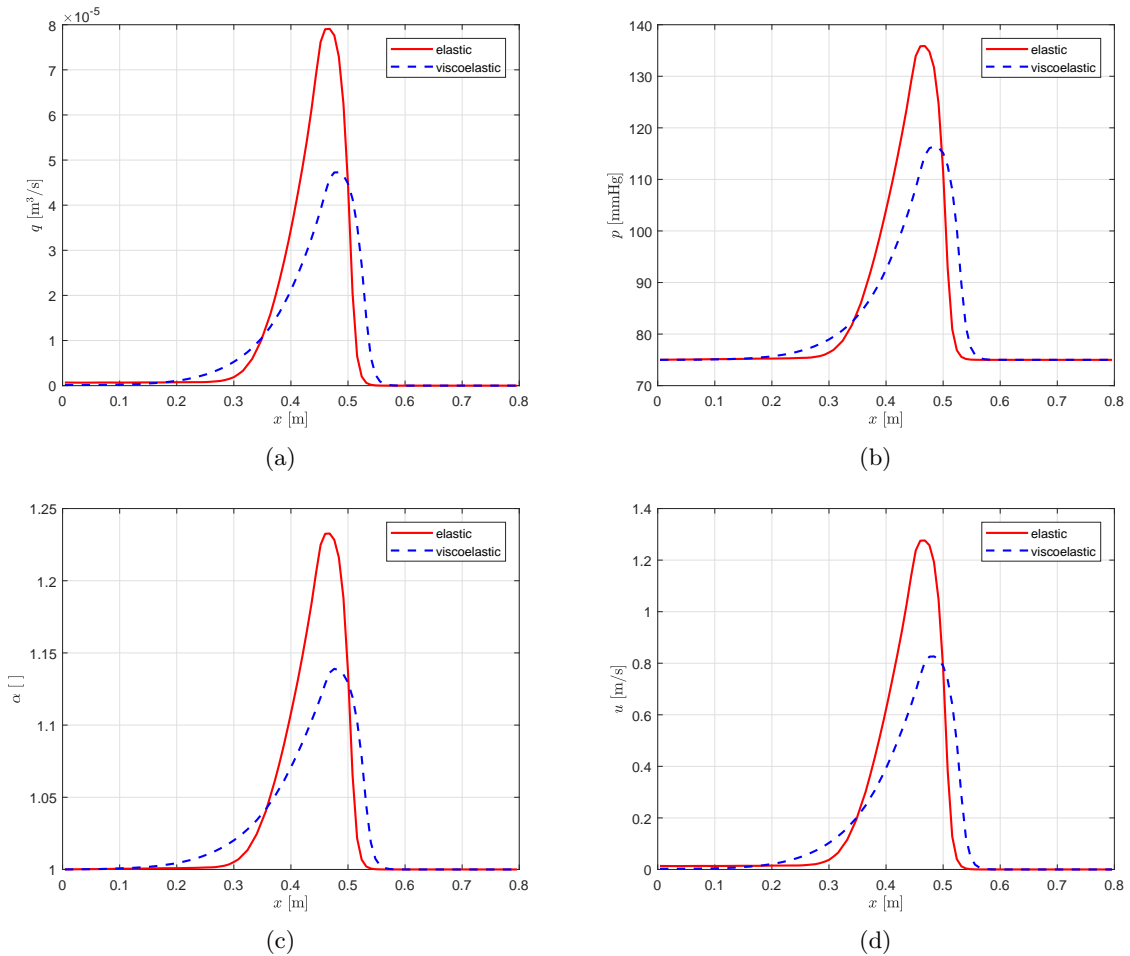 ×10⁻⁵
8
7
6
5
4
3
2
1
0
q [m³/s]
0 0.1 0.2 0.3 0.4 0.5 0.6 0.7 0.8
x [m]
elastic
viscoelastic
(a)
140
130
120
110
100
90
80
70
p [mmHg]
0 0.1 0.2 0.3 0.4 0.5 0.6 0.7 0.8
x [m]
elastic
viscoelastic
(b)
1.25
1.2
1.15
1.1
1.05
1
α [ ]
0 0.1 0.2 0.3 0.4 0.5 0.6 0.7 0.8
x [m]
elastic
viscoelastic
(c)
1.4
1.2
1
0.8
0.6
0.4
0.2
0
u [m/s]
0 0.1 0.2 0.3 0.4 0.5 0.6 0.7 0.8
x [m]
elastic
viscoelastic
(d)